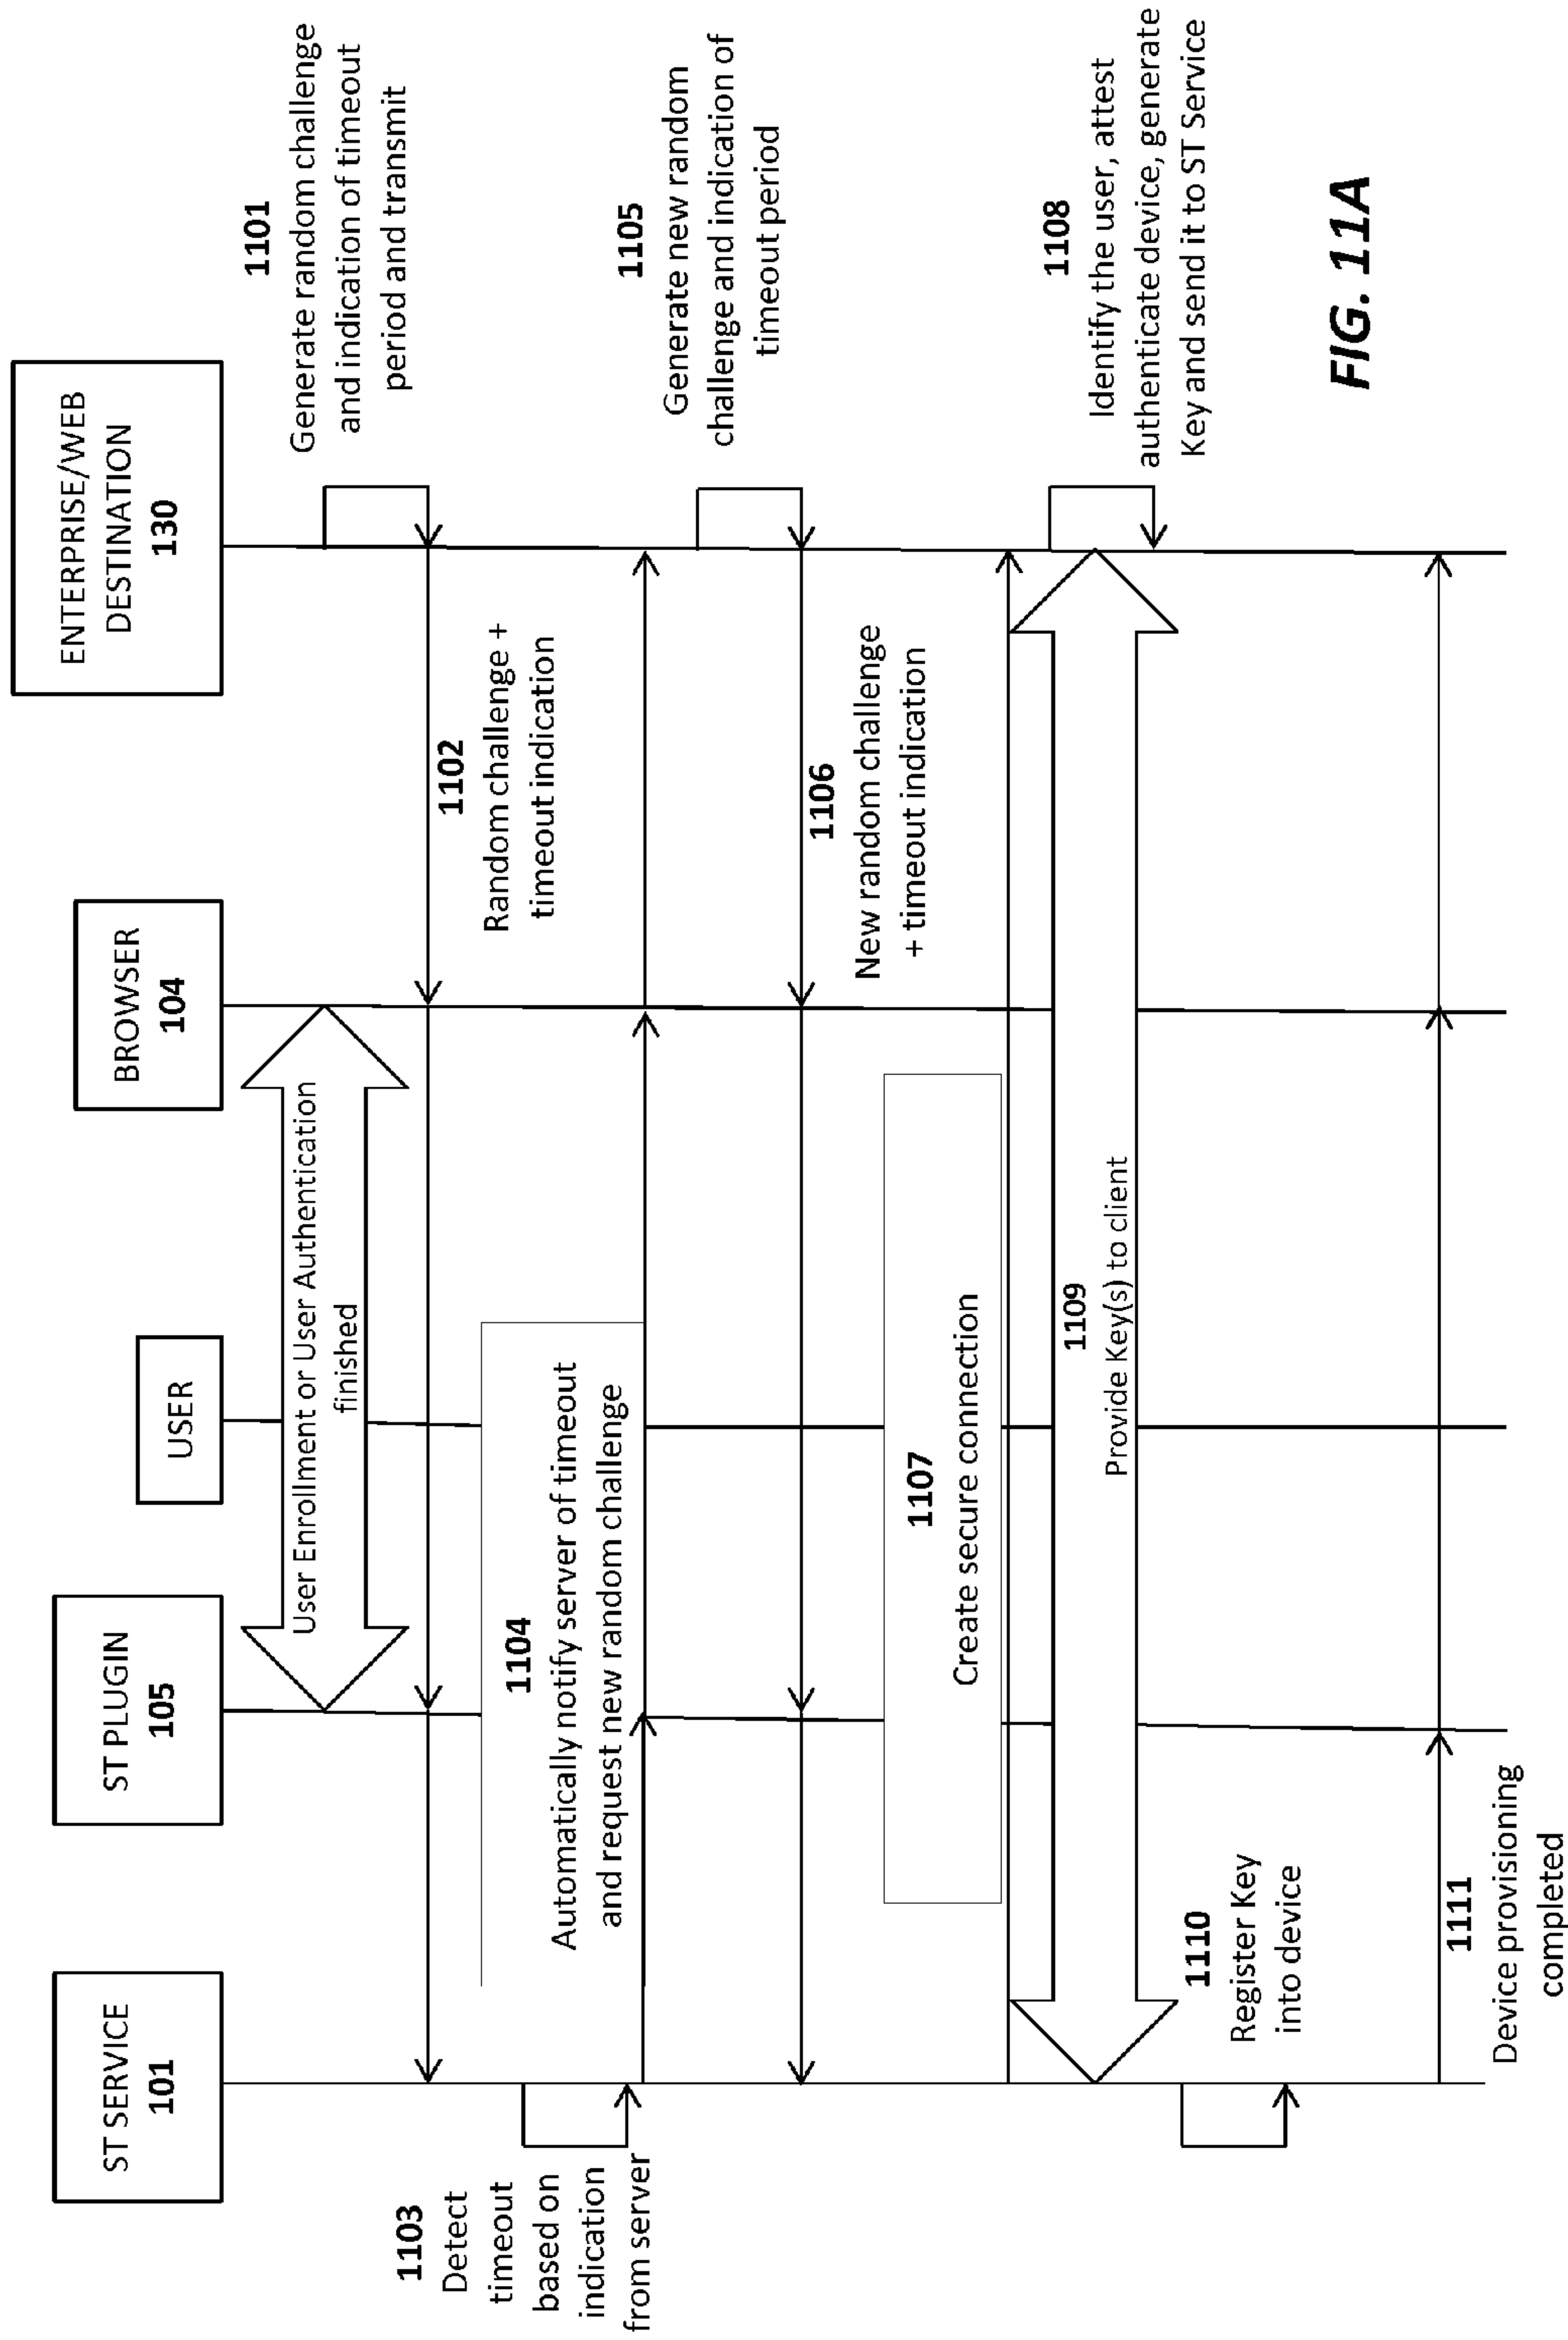 ST SERVICE
101
ST PLUGIN
105
USER
BROWSER
104
ENTERPRISE/WEB
DESTINATION
130
User Enrollment or User Authentication
finished
1101
Generate random challenge
and indication of timeout
period and transmit
1102
Random challenge +
timeout indication
1103
Detect
timeout
based on
indication
from server
1104
Automatically notify server of timeout
and request new random challenge
1105
Generate new random
challenge and indication of
timeout period
1106
New random challenge
+ timeout indication
1107
Create secure connection
1108
Identify the user, attest
authenticate device, generate
Key and send it to ST Service
1109
Provide Key(s) to client
1110
Register Key
into device
1111
Device provisioning
completed
FIG. 11A